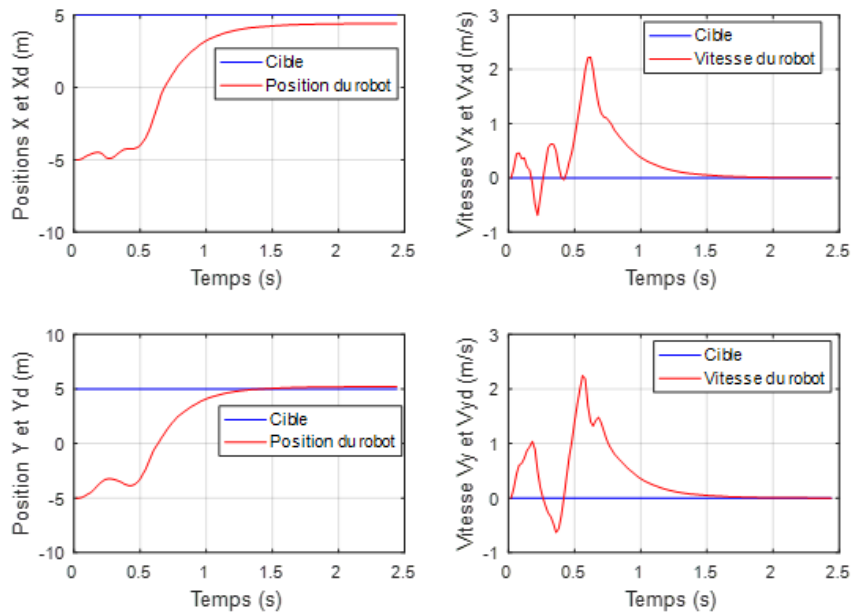 Positions X et Xd (m)
5
0
-5
-10
Cible
Position du robot
0
0.5
1
1.5
2
2.5
Temps (s)
Vitesses Vx et Vxd (m/s)
3
2
1
0
-1
Cible
Vitesse du robot
0
0.5
1
1.5
2
2.5
Temps (s)
Position Y et Yd (m)
10
5
0
-5
-10
Cible
Position du robot
0
0.5
1
1.5
2
2.5
Temps (s)
Vitesse Vy et Vyd (m/s)
3
2
1
0
-1
Cible
Vitesse du robot
0
0.5
1
1.5
2
2.5
Temps (s)